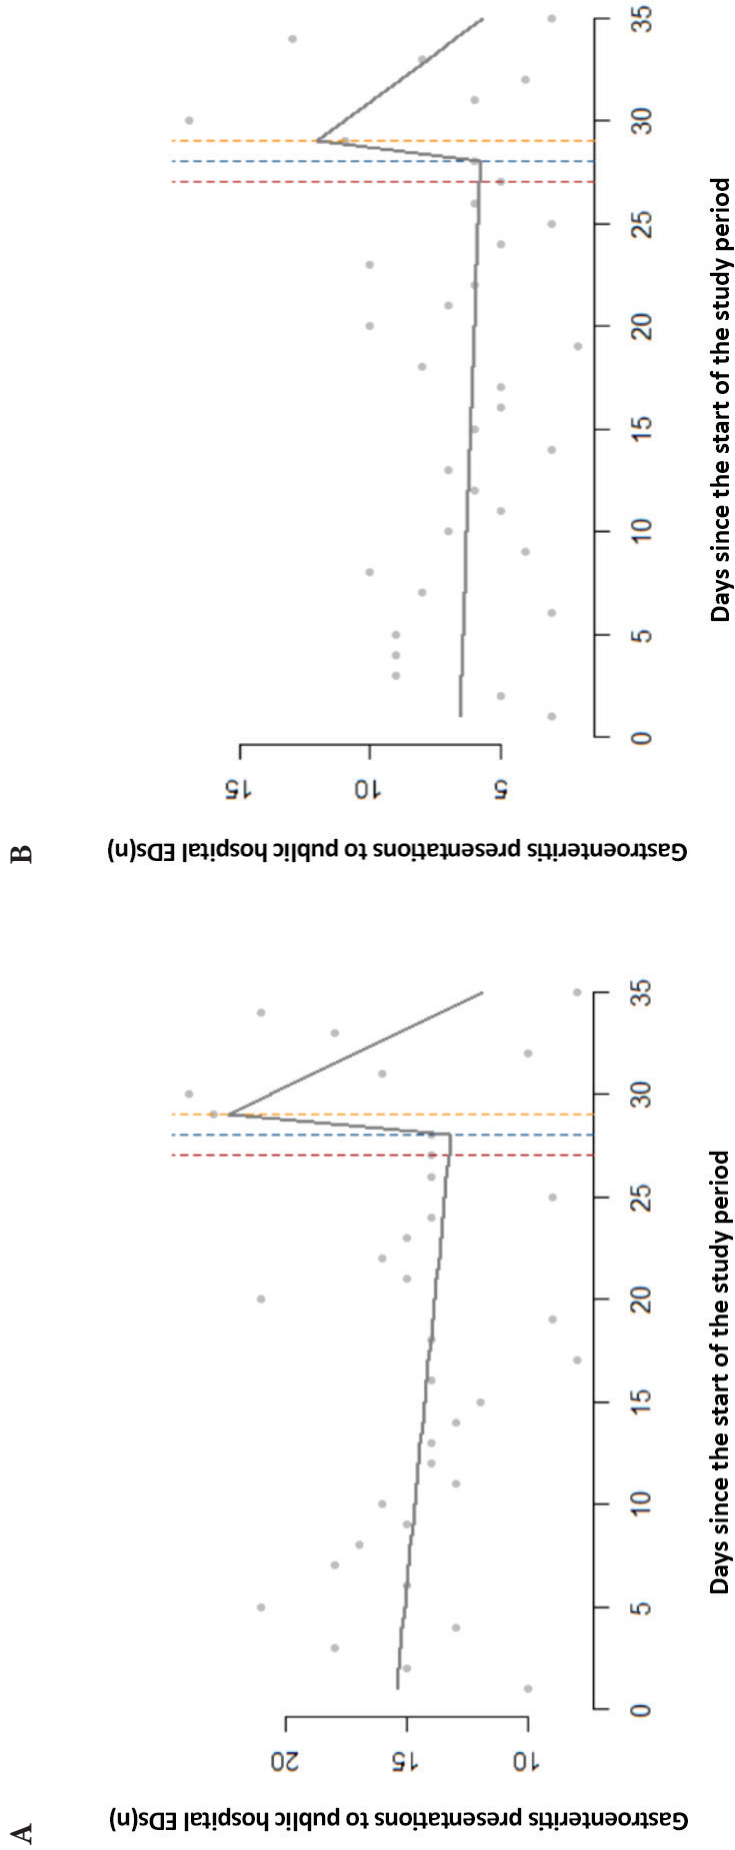 A
Gastroenteritis presentations to public hospital EDs(n)
20
15
10
0 5 10 15 20 25 30 35
Days since the start of the study period
B
Gastroenteritis presentations to public hospital EDs(n)
15
10
5
0 5 10 15 20 25 30 35
Days since the start of the study period